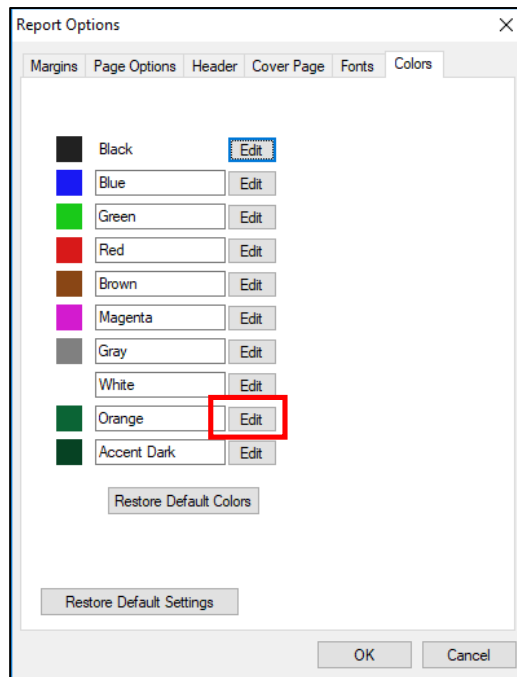 Report Options
Margins Page Options Header Cover Page Fonts Colors
Black Edit
Blue Edit
Green Edit
Red Edit
Brown Edit
Magenta Edit
Gray Edit
White Edit
Orange Edit
Accent Dark Edit
Restore Default Colors
Restore Default Settings
OK Cancel